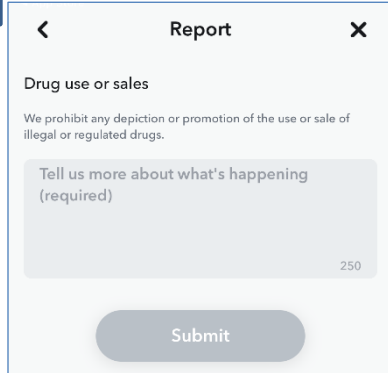 Report
Drug use or sales
We prohibit any depiction or promotion of the use or sale of
illegal or regulated drugs.
Tell us more about what's happening
(required)
250
Submit